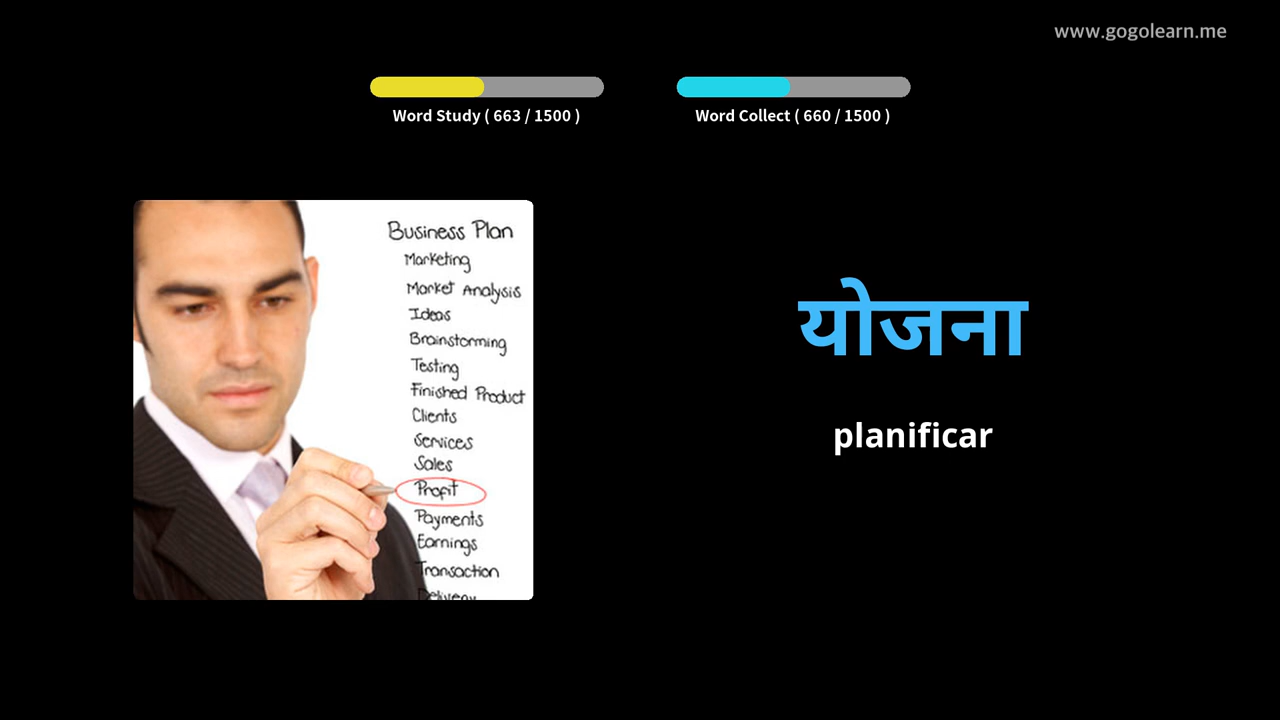 www.gogolearn.me
Word Study ( 663 / 1500 )
Word Collect ( 660 / 1500 )
Business Plan
Marketing
Market Analysis
Ideas
Brainstorming
Testing
Finished Product
Clients
Services
Sales
Profit
Payments
Earnings
Transaction
Delivery
योजना
planificar